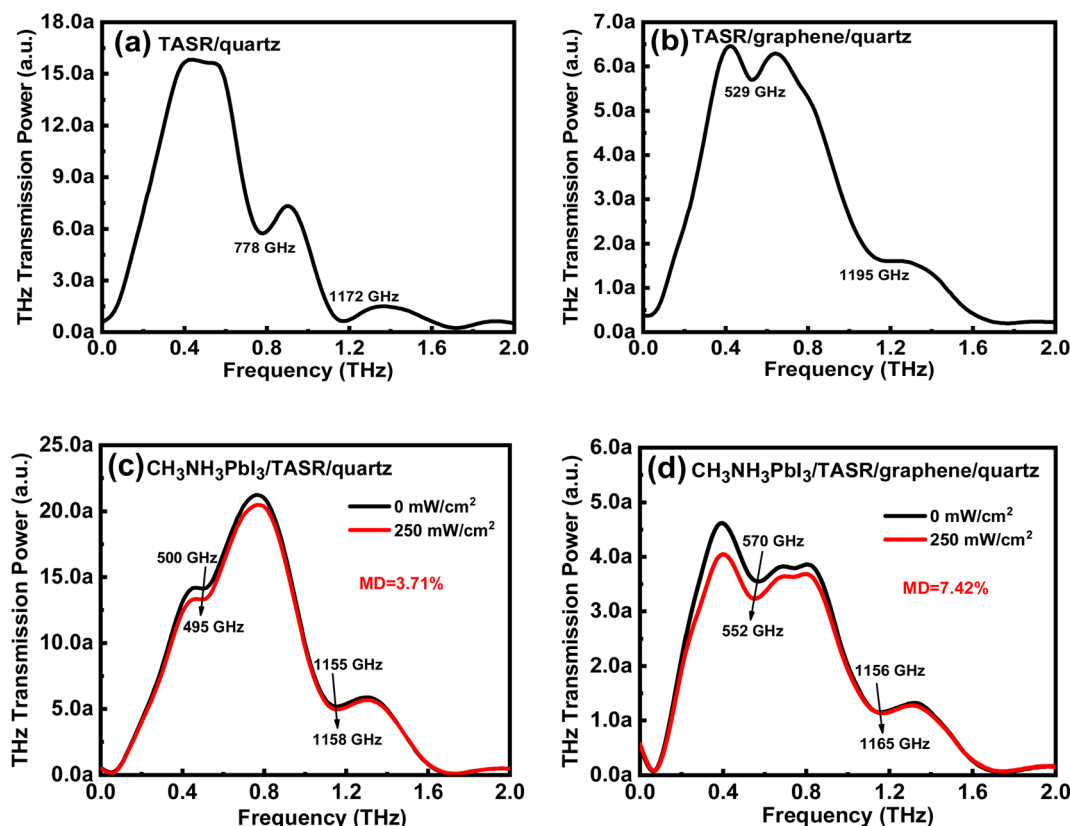 (a) TASR/quartz
THz Transmission Power (a.u.)
18.0a
15.0a
12.0a
9.0a
6.0a
3.0a
0.0a
778 GHz
1172 GHz
0.0 0.4 0.8 1.2 1.6 2.0
Frequency (THz)
(b) TASR/graphene/quartz
THz Transmission Power (a.u.)
7.0a
6.0a
5.0a
4.0a
3.0a
2.0a
1.0a
0.0a
529 GHz
1195 GHz
0.0 0.4 0.8 1.2 1.6 2.0
Frequency (THz)
(c) CH₃NH₃PbI₃/TASR/quartz
THz Transmission Power (a.u.)
25.0a
20.0a
15.0a
10.0a
5.0a
0.0a
0 mW/cm²
250 mW/cm²
500 GHz
MD=3.71%
495 GHz
1155 GHz
1158 GHz
0.0 0.4 0.8 1.2 1.6 2.0
Frequency (THz)
(d) CH₃NH₃PbI₃/TASR/graphene/quartz
THz Transmission Power (a.u.)
6.0a
5.0a
4.0a
3.0a
2.0a
1.0a
0.0a
0 mW/cm²
250 mW/cm²
570 GHz
MD=7.42%
552 GHz
1156 GHz
1165 GHz
0.0 0.4 0.8 1.2 1.6 2.0
Frequency (THz)